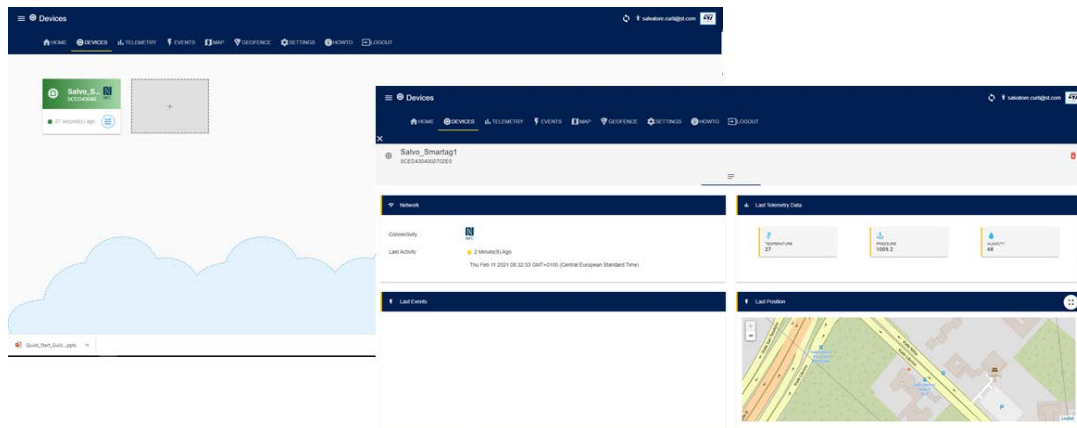 Devices
salvatore.curti@st.com
HOME DEVICES TELEMETRY EVENTS MAP GEOFENCE SETTINGS HOWTO LOGOUT
Salvo_S...
NFC
37 second(s) ago
+
Quick_Start_Guid....pptx
Devices
salvatore.curti@st.com
HOME DEVICES TELEMETRY EVENTS MAP GEOFENCE SETTINGS HOWTO LOGOUT
Salvo_Smartag1
5CED4304002702E0
Network
Connectivity
NFC
Last Activity
2 Minute(S) Ago
Thu Feb 11 2021 08:32:33 GMT+0100 (Central European Standard Time)
Last Telemetry Data
TEMPERATURE
27
PRESSURE
1009.2
HUMIDITY
68
Last Events
Last Position
+
−
P
Leaflet